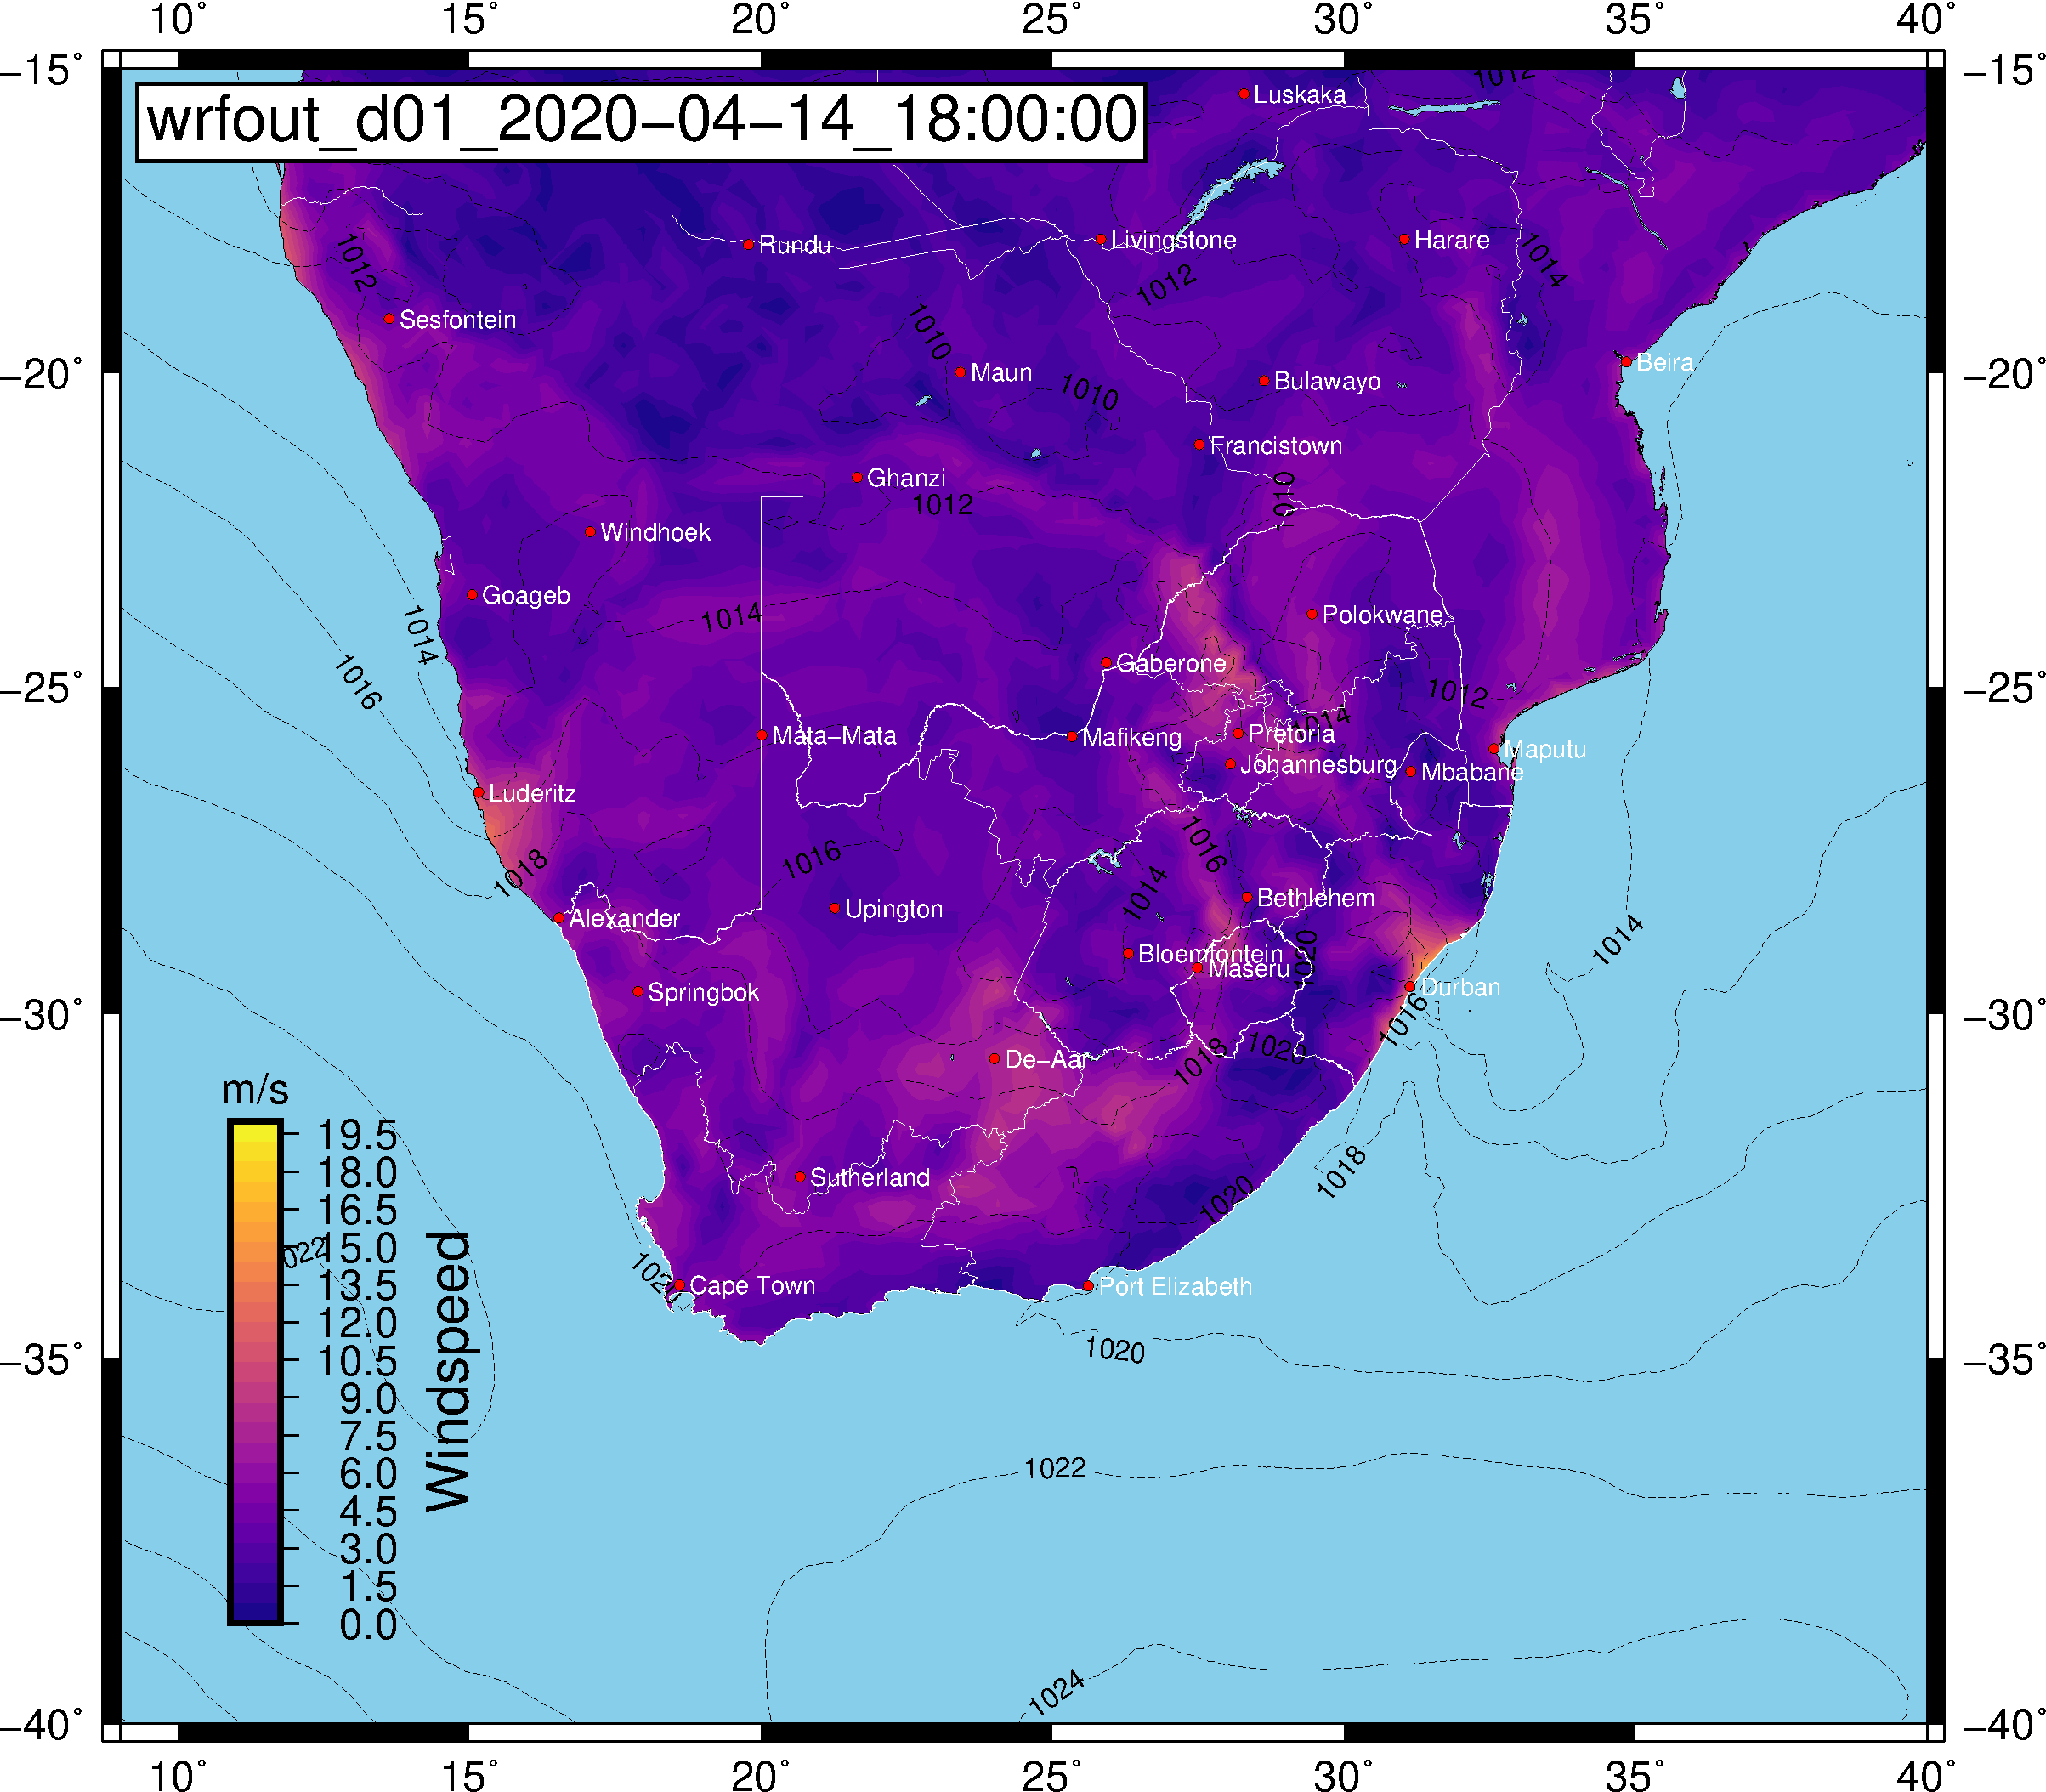 10° 15° 20° 25° 30° 35° 40°
−15° −15°
wrfout_d01_2020−04−14_18:00:00
1012
Luskaka
Rundu
Livingstone
Harare
1012
1014
1012
Sesfontein
1010
Maun
1010
Bulawayo
Beira
−20° −20°
Francistown
Ghanzi
1012
1010
Windhoek
Goageb
1014
1014
Polokwane
1016
Gaberone
−25° −25°
1012
1014
Mata−Mata
Mafikeng
Pretoria
Maputu
Johannesburg
Mbabane
Luderitz
1018
1016
1016
1014
Bethlehem
Upington
Alexander
1014
Bloemfontein
1020
Maseru
Springbok
Durban
1016
−30° −30°
De−Aar
1018
1020
m/s
19.5
18.0
16.5
15.0
13.5
12.0
10.5
9.0
7.5
6.0
4.5
3.0
1.5
0.0
Windspeed
022
Sutherland
1018
1020
1020
Cape Town
Port Elizabeth
1020
−35° −35°
1022
1024
−40° −40°
10° 15° 20° 25° 30° 35° 40°